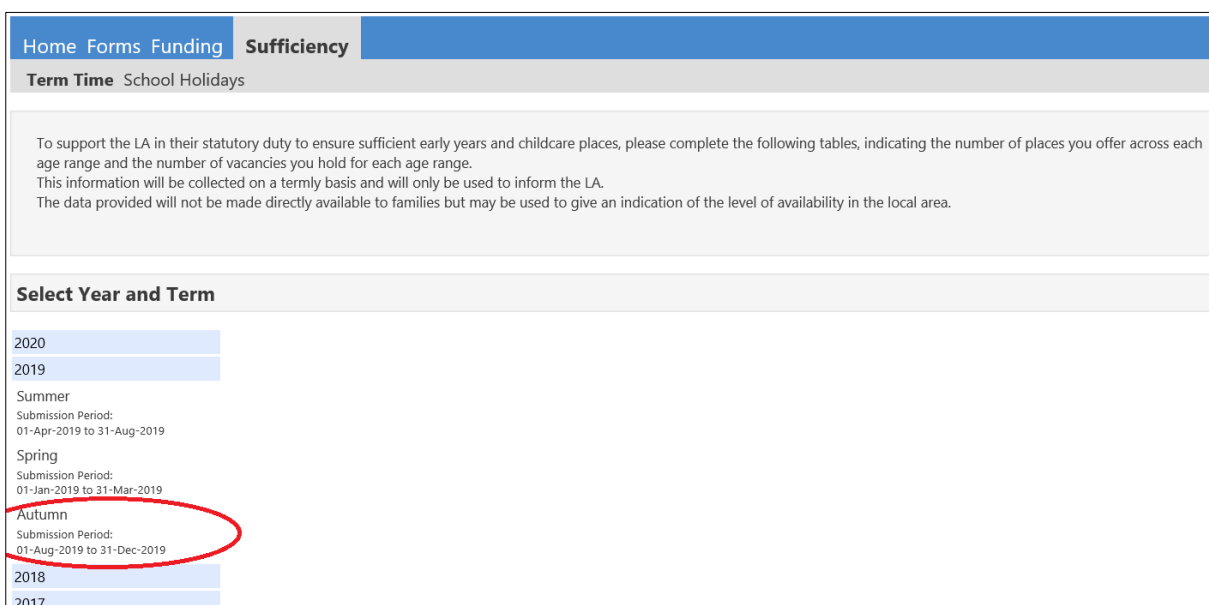 Home Forms Funding Sufficiency
Term Time School Holidays
To support the LA in their statutory duty to ensure sufficient early years and childcare places, please complete the following tables, indicating the number of places you offer across each
age range and the number of vacancies you hold for each age range.
This information will be collected on a termly basis and will only be used to inform the LA.
The data provided will not be made directly available to families but may be used to give an indication of the level of availability in the local area.
Select Year and Term
2020
2019
Summer
Submission Period:
01-Apr-2019 to 31-Aug-2019
Spring
Submission Period:
01-Jan-2019 to 31-Mar-2019
Autumn
Submission Period:
01-Aug-2019 to 31-Dec-2019
2018
2017